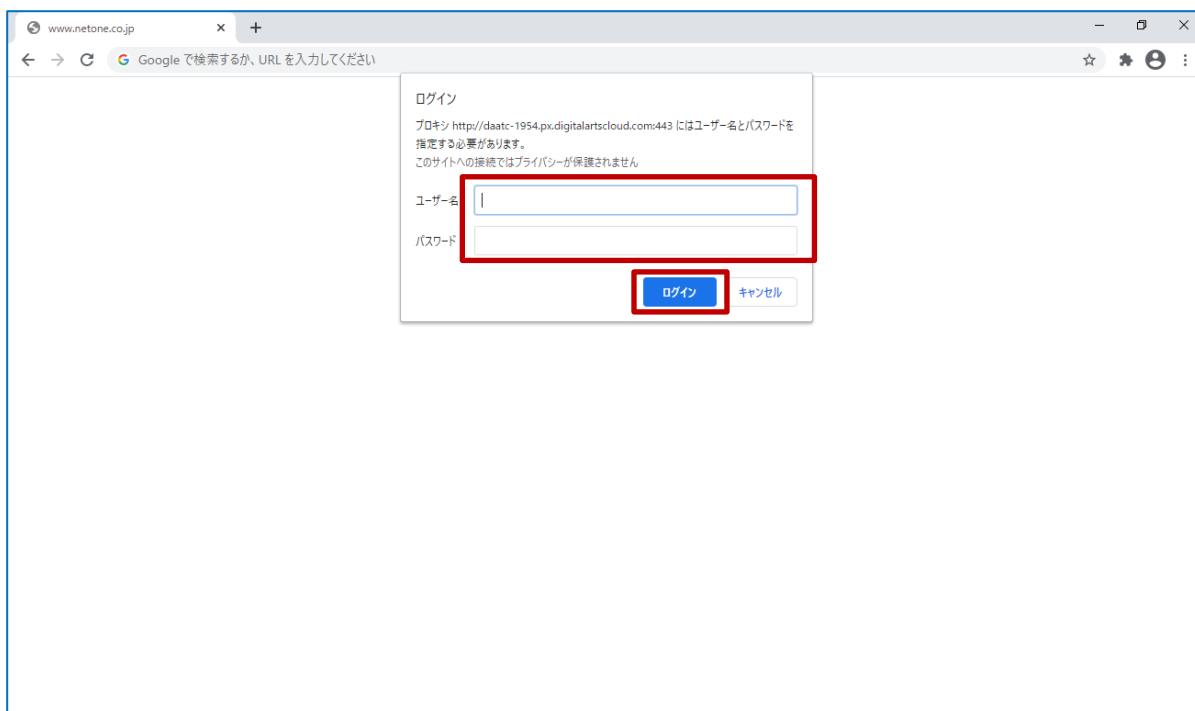 www.netone.co.jp
Google で検索するか、URL を入力してください
ログイン
プロキシ http://daatc-1954.px.digitalartscloud.com:443 にはユーザー名とパスワードを
指定する必要があります。
このサイトへの接続ではプライバシーが保護されません
ユーザー名
パスワード
ログイン
キャンセル